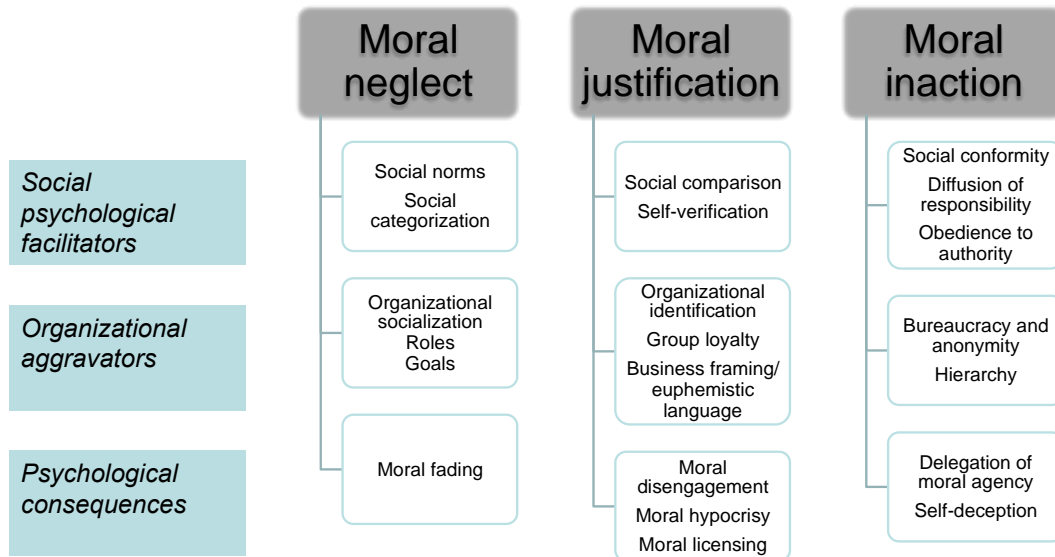 Moral
neglect
Moral
justification
Moral
inaction
Social
psychological
facilitators
Social norms
Social
categorization
Social comparison
Self-verification
Social conformity
Diffusion of
responsibility
Obedience to
authority
Organizational
aggravators
Organizational
socialization
Roles
Goals
Organizational
identification
Group loyalty
Business framing/
euphemistic
language
Bureaucracy and
anonymity
Hierarchy
Psychological
consequences
Moral fading
Moral
disengagement
Moral hypocrisy
Moral licensing
Delegation of
moral agency
Self-deception